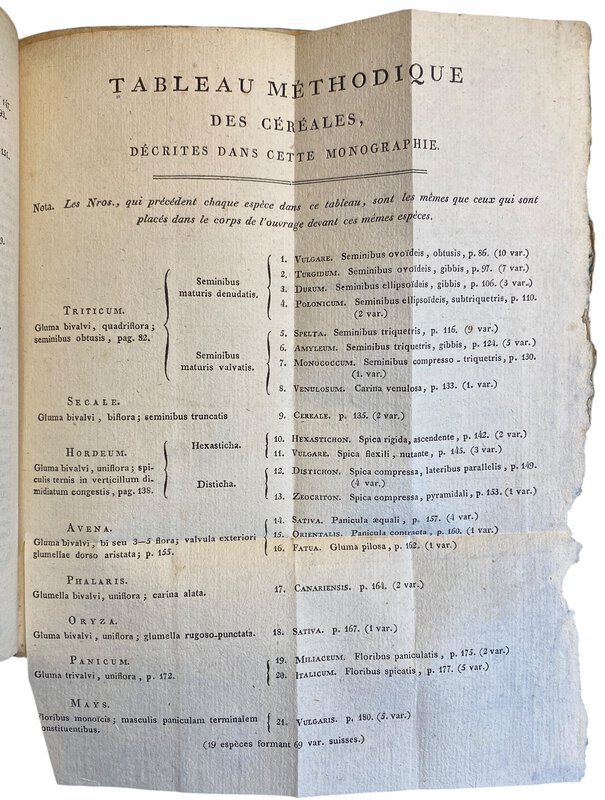 TABLEAU MÉTHODIQUE
DES CÉRÉALES,
DÉCRITES DANS CETTE MONOGRAPHIE.
Nota. Les Nros., qui précédent chaque espèce dans ce tableau, sont les mêmes que ceux qui sont
placés dans le corps de l'ouvrage devant ces mêmes espèces.
TRITICUM.
Gluma bivalvi, quadriflora;
seminibus obtusis, pag. 82.
Seminibus
maturis denudatis.
1. VULGARE. Seminibus ovoïdeis, obtusis, p. 86. (10 var.)
2. TURGIDUM. Seminibus ovoïdeis, gibbis, p. 97. (7 var.)
3. DURUM. Seminibus ellipsoïdeis, gibbis, p. 106. (3 var.)
4. POLONICUM. Seminibus ellipsoïdeis, subtriquetris, p. 110.
(2 var.)
Seminibus
maturis valvatis.
5. SPELTA. Seminibus triquetris, p. 116. (9 var.)
6. AMYLEUM. Seminibus triquetris, gibbis, p. 124. (5 var.)
7. MONOCOCCUM. Seminibus compresso-triquetris, p. 130.
(1. var.)
8. VENULOSUM. Carina venulosa, p. 133. (1. var.)
SECALE.
Gluma bivalvi, biflora; seminibus truncatis
9. CEREALE. p. 135. (2 var.)
HORDEUM.
Gluma bivalvi, uniflora; spi-
culis ternis in verticillum di-
midiatum congestis, pag. 138.
Hexasticha.
10. HEXASTICHON. Spica rigida, ascendente, p. 142. (2 var.)
11. VULGARE. Spica flexili, nutante, p. 145. (3 var.)
Disticha.
12. DISTICHON. Spica compressa, lateribus parallelis, p. 149.
(4 var.)
13. ZEOCRITON. Spica compressa, pyramidali, p. 153. (1 var.)
AVENA.
Gluma bivalvi, bi seu 3—5 flora; valvula exteriori
glumellae dorso aristata; p. 155.
14. SATIVA. Panicula æquali, p. 157. (4 var.)
15. ORIENTALIS. Panicula contracta, p. 160. (1 var.)
16. FATUA. Gluma pilosa, p. 162. (1 var.)
PHALARIS.
Glumella bivalvi, uniflora; carina alata.
17. CANARIENSIS. p. 164. (2 var.)
ORYZA.
Gluma bivalvi, uniflora; glumella rugoso-punctata.
18. SATIVA. p. 167. (1 var.)
PANICUM.
Gluma trivalvi, uniflora, p. 172.
19. MILIACEUM. Floribus paniculatis, p. 175. (2 var.)
20. ITALICUM. Floribus spicatis, p. 177. (5 var.)
MAYS.
Floribus monoïcis; masculis paniculam terminalem
constituentibus.
21. VULGARIS. p. 180. (5. var.)
(19 espèces formant 69 var. suisses.)